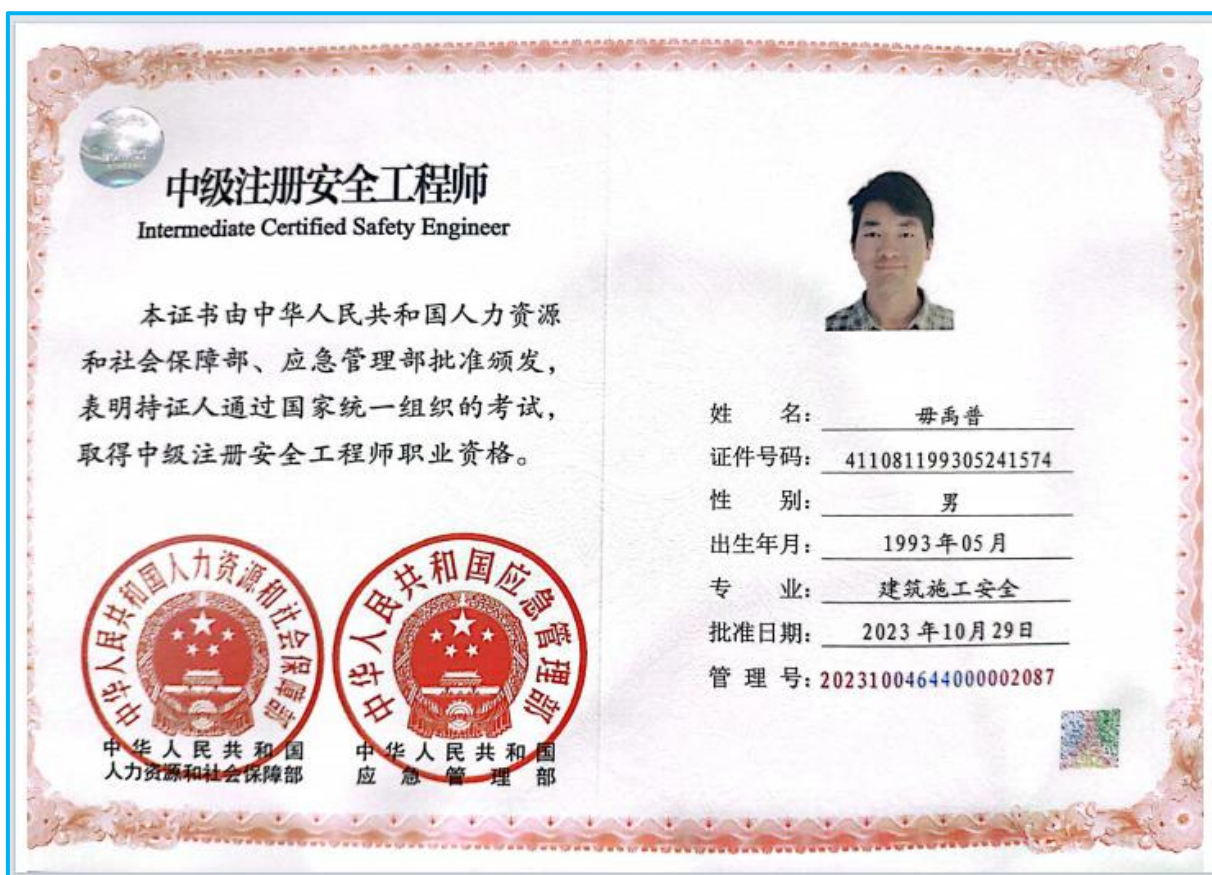 中级注册安全工程师
Intermediate Certified Safety Engineer
本证书由中华人民共和国人力资源
和社会保障部、应急管理部批准颁发，
表明持证人通过国家统一组织的考试，
取得中级注册安全工程师职业资格。
中华人民共和国人力资源和社会保障部
中华人民共和国
人力资源和社会保障部
中华人民共和国应急管理部
中华人民共和国
应急管理部
姓 名： 毋禹普
证件号码： 411081199305241574
性 别： 男
出生年月： 1993年05月
专 业： 建筑施工安全
批准日期： 2023年10月29日
管 理 号：20231004644000002087